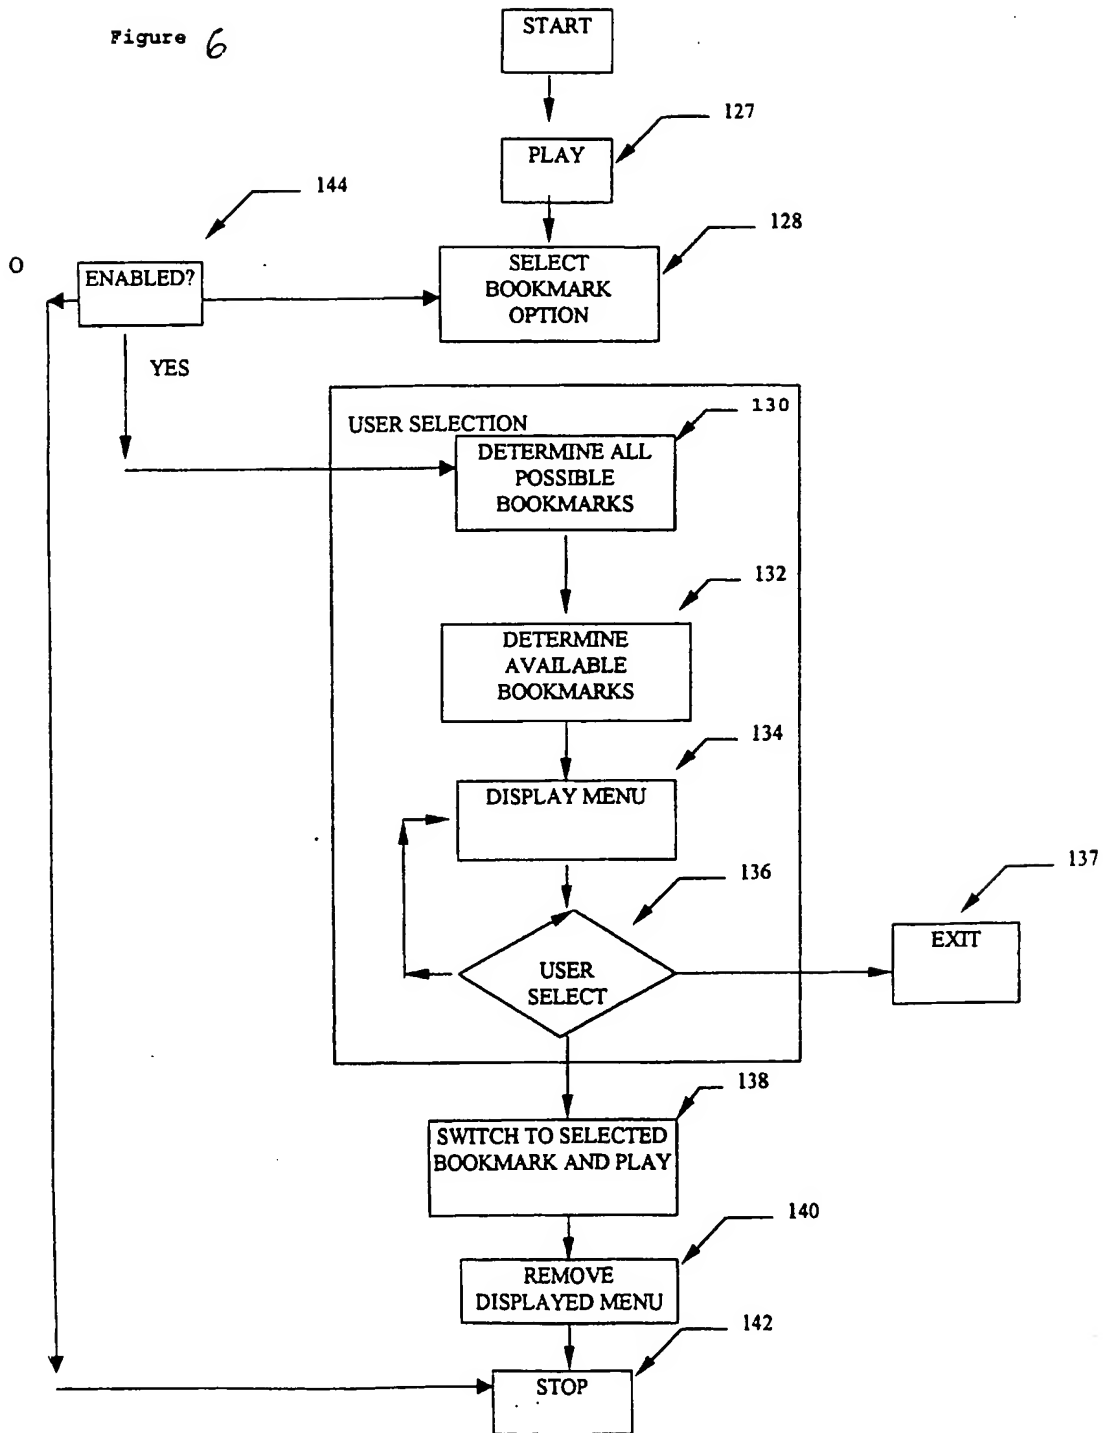 Figure 6
START
127
PLAY
144
128
O
ENABLED?
SELECT
BOOKMARK
OPTION
YES
130
USER SELECTION
DETERMINE ALL
POSSIBLE
BOOKMARKS
132
DETERMINE
AVAILABLE
BOOKMARKS
134
DISPLAY MENU
136
137
EXIT
USER
SELECT
138
SWITCH TO SELECTED
BOOKMARK AND PLAY
140
REMOVE
DISPLAYED MENU
142
STOP